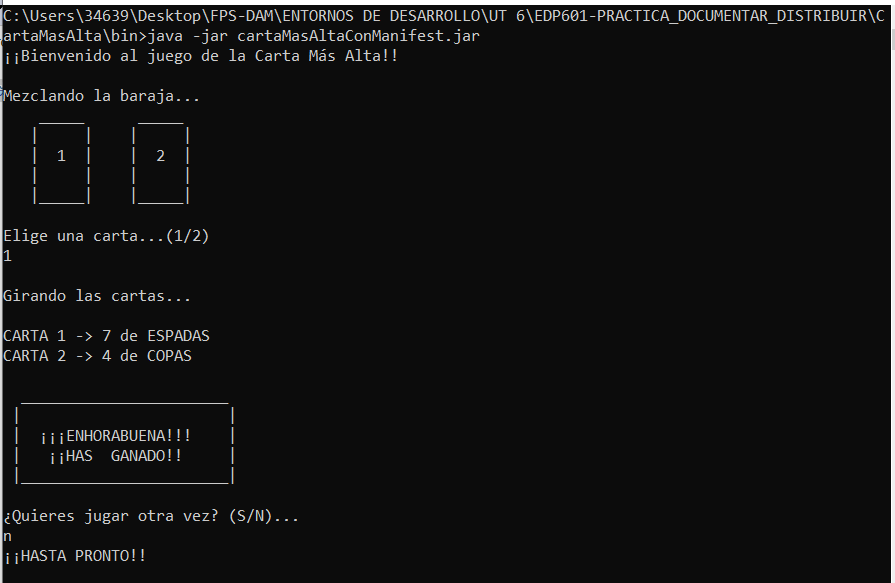 C:\Users\34639\Desktop\FPS-DAM\ENTORNOS DE DESARROLLO\UT 6\EDP601-PRACTICA_DOCUMENTAR_DISTRIBUIR\C
artaMasAlta\bin>java -jar cartaMasAltaConManifest.jar
¡¡Bienvenido al juego de la Carta Más Alta!!
Mezclando la baraja...
1 2
Elige una carta...(1/2)
1
Girando las cartas...
CARTA 1 -> 7 de ESPADAS
CARTA 2 -> 4 de COPAS
¡¡¡ENHORABUENA!!!
¡¡HAS  GANADO!!
¿Quieres jugar otra vez? (S/N)...
n
¡¡HASTA PRONTO!!